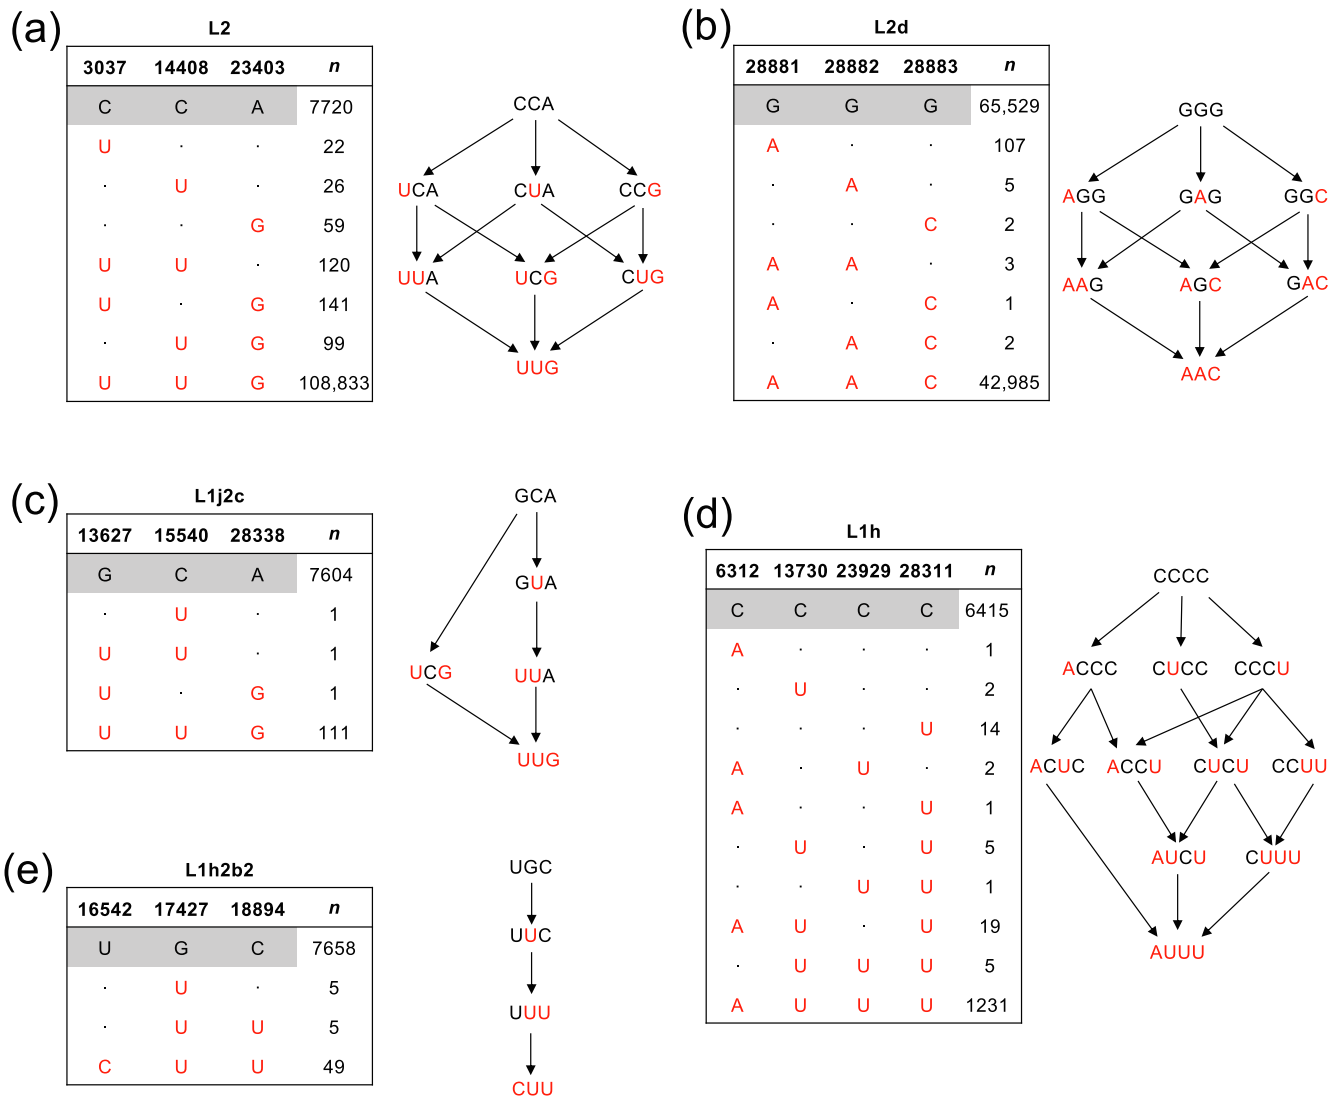 (a)
L2
3037 14408 23403 n
C C A 7720
U · · 22
· U · 26
· · G 59
U U · 120
U · G 141
· U G 99
U U G 108,833
CCA
UCA CUA CCG
UUA UCG CUG
UUG
(b)
L2d
28881 28882 28883 n
G G G 65,529
A · · 107
· A · 5
· · C 2
A A · 3
A · C 1
· A C 2
A A C 42,985
GGG
AGG GAG GGC
AAG AGC GAC
AAC
(c)
L1j2c
13627 15540 28338 n
G C A 7604
· U · 1
U U · 1
U · G 1
U U G 111
GCA
GUA
UCG UUA
UUG
(d)
L1h
6312 13730 23929 28311 n
C C C C 6415
A · · · 1
· U · · 2
· · · U 14
A · U · 2
A · · U 1
· U · U 5
· · U U 1
A U · U 19
· U U U 5
A U U U 1231
CCCC
ACCC CUCC CCCU
ACUC ACCU CUCU CCUU
AUCU CUUU
AUUU
(e)
L1h2b2
16542 17427 18894 n
U G C 7658
· U · 5
· U U 5
C U U 49
UGC
UUC
UUU
CUU